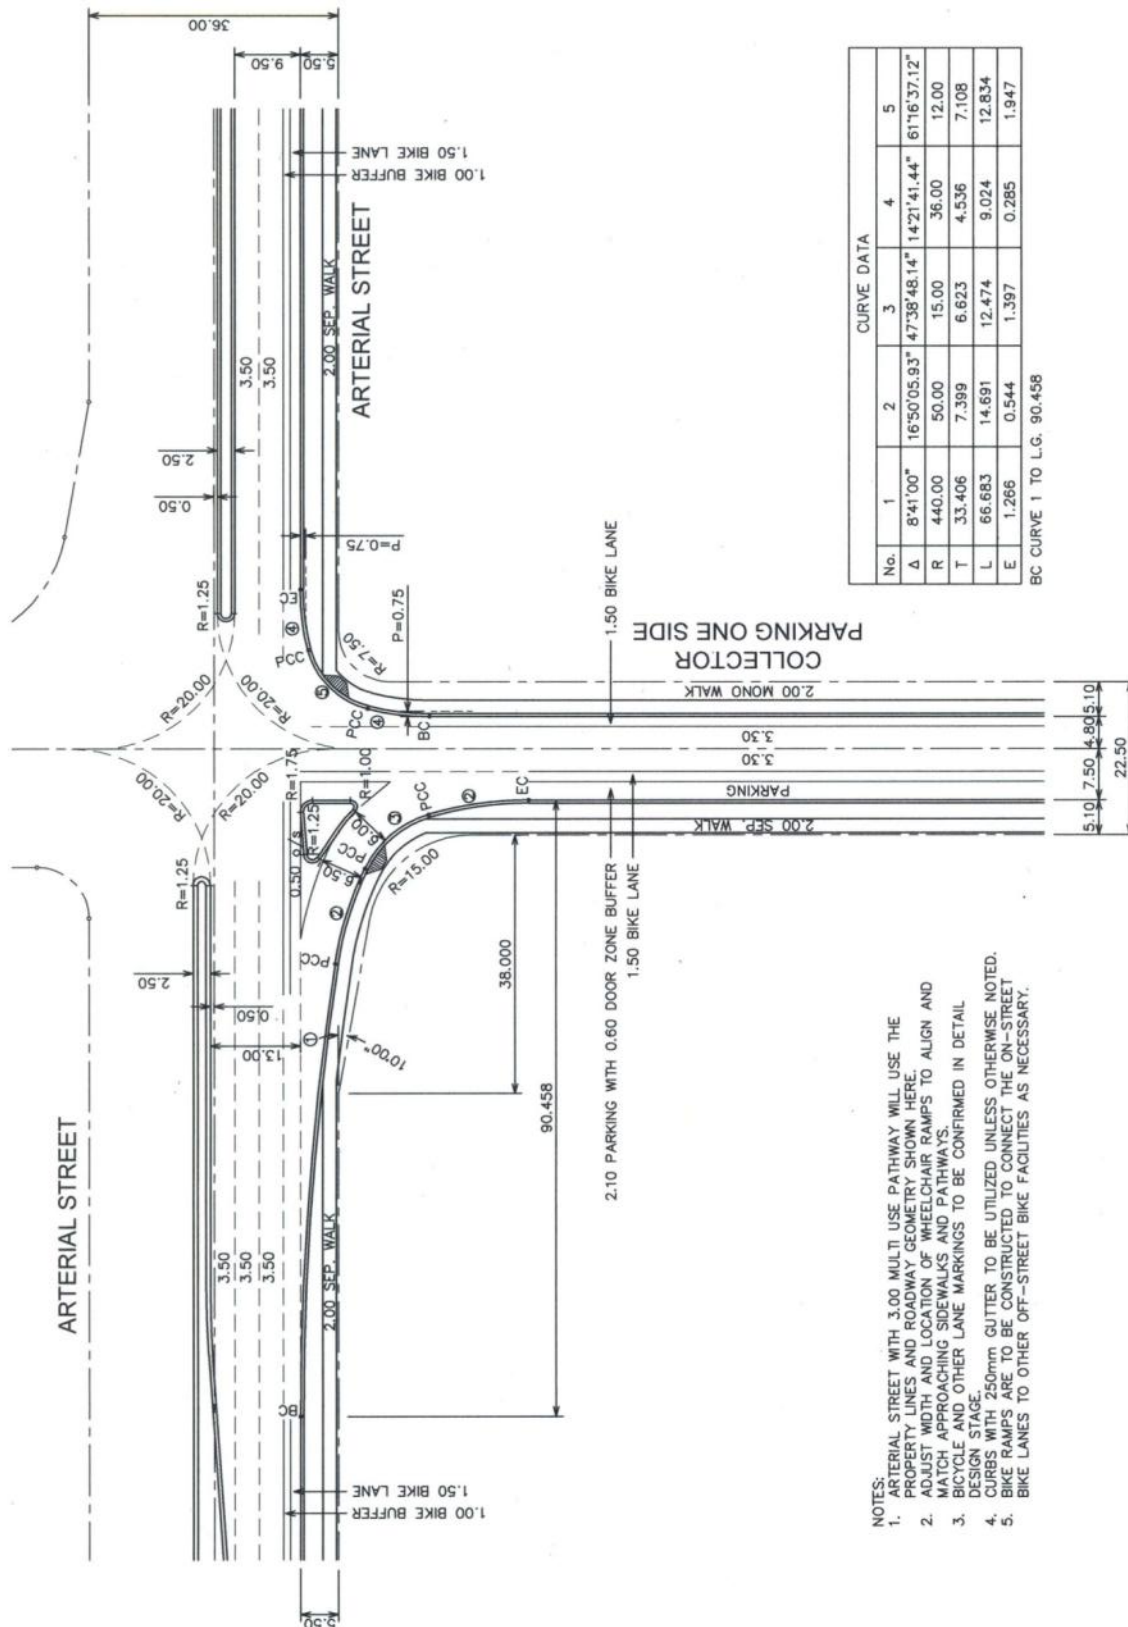 ARTERIAL STREET
36.00
9.50
5.50
2.50
0.50
3.50
3.50
1.50 BIKE LANE
1.00 BIKE BUFFER
2.00 SEP. WALK
ARTERIAL STREET
R=1.25
EC
P=0.75
4
PCC
5
PCC
4
BC
P=0.75
R=7.50
R=20.00
R=20.00
R=20.00
R=20.00
R=1.25
2.50
0.50
13.00
R=1.75
R=1.00
R=1.25
0.50 o/s
6.00
6.50
PCC
3
PCC
2
EC
R=15.00
2
PCC
1
10'00"
38.000
90.458
3.50
3.50
3.50
2.00 SEP. WALK
BC
1.50 BIKE LANE
1.00 BIKE BUFFER
5.50
1.50 BIKE LANE
COLLECTOR
PARKING ONE SIDE
2.00 MONO WALK
3.30
3.30
PARKING
2.00 SEP. WALK
2.10 PARKING WITH 0.60 DOOR ZONE BUFFER
1.50 BIKE LANE
5.10 7.50 4.80 5.10
22.50
CURVE DATA
No. 1 2 3 4 5
Δ 8°41'00" 16°50'05.93" 47°38'48.14" 14°21'41.44" 61°16'37.12"
R 440.00 50.00 15.00 36.00 12.00
T 33.406 7.399 6.623 4.536 7.108
L 66.683 14.691 12.474 9.024 12.834
E 1.266 0.544 1.397 0.285 1.947
BC CURVE 1 TO L.G. 90.458
NOTES:
1. ARTERIAL STREET WITH 3.00 MULTI USE PATHWAY WILL USE THE
PROPERTY LINES AND ROADWAY GEOMETRY SHOWN HERE.
2. ADJUST WIDTH AND LOCATION OF WHEELCHAIR RAMPS TO ALIGN AND
MATCH APPROACHING SIDEWALKS AND PATHWAYS.
3. BICYCLE AND OTHER LANE MARKINGS TO BE CONFIRMED IN DETAIL
DESIGN STAGE.
4. CURBS WITH 250mm GUTTER TO BE UTILIZED UNLESS OTHERWISE NOTED.
5. BIKE RAMPS ARE TO BE CONSTRUCTED TO CONNECT THE ON-STREET
BIKE LANES TO OTHER OFF-STREET BIKE FACILITIES AS NECESSARY.